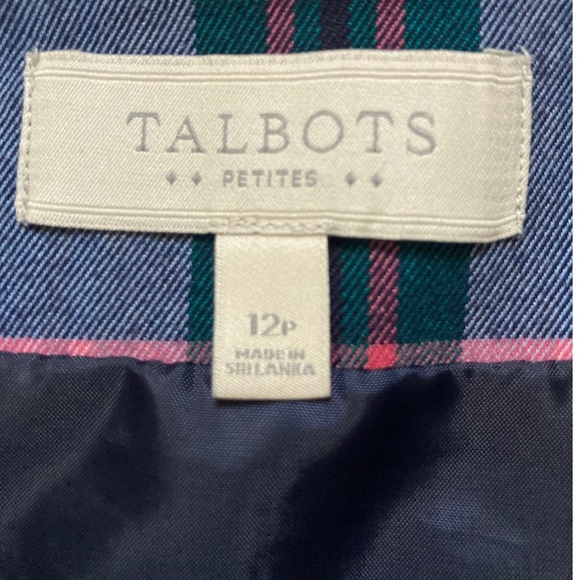 TALBOTS
PETITES
12P
MADE IN
SRI LANKA